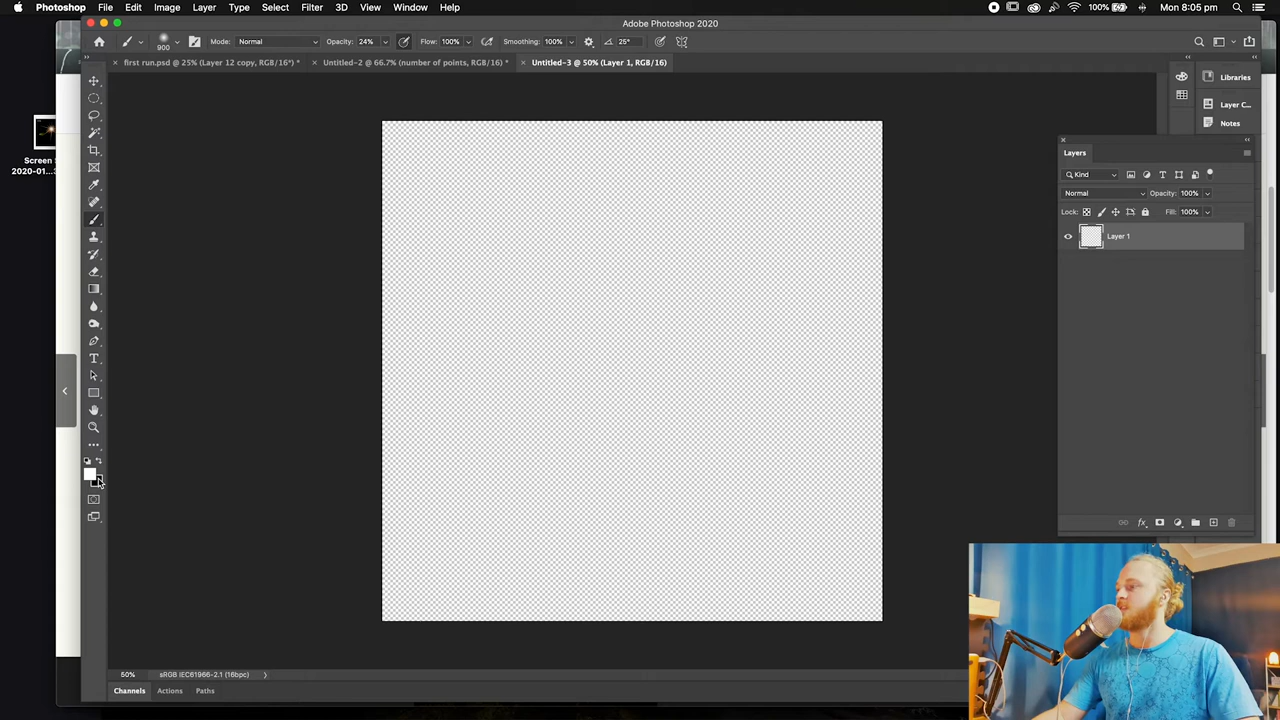 Photoshop File Edit Image Layer Type Select Filter 3D View Window Help 100% Mon 8:05 pm
Adobe Photoshop 2020
900 Mode: Normal Opacity: 24% Flow: 100% Smoothing: 100% 25°
first run.psd @ 25% (Layer 12 copy, RGB/16*) * Untitled-2 @ 66.7% (number of points, RGB/16) * Untitled-3 @ 50% (Layer 1, RGB/16)
Libraries
Layer C...
Notes
Screen S
2020-01...3
Layers
Kind
Normal Opacity: 100%
Lock: Fill: 100%
Layer 1
fx
50% sRGB IEC61966-2.1 (16bpc)
Channels Actions Paths